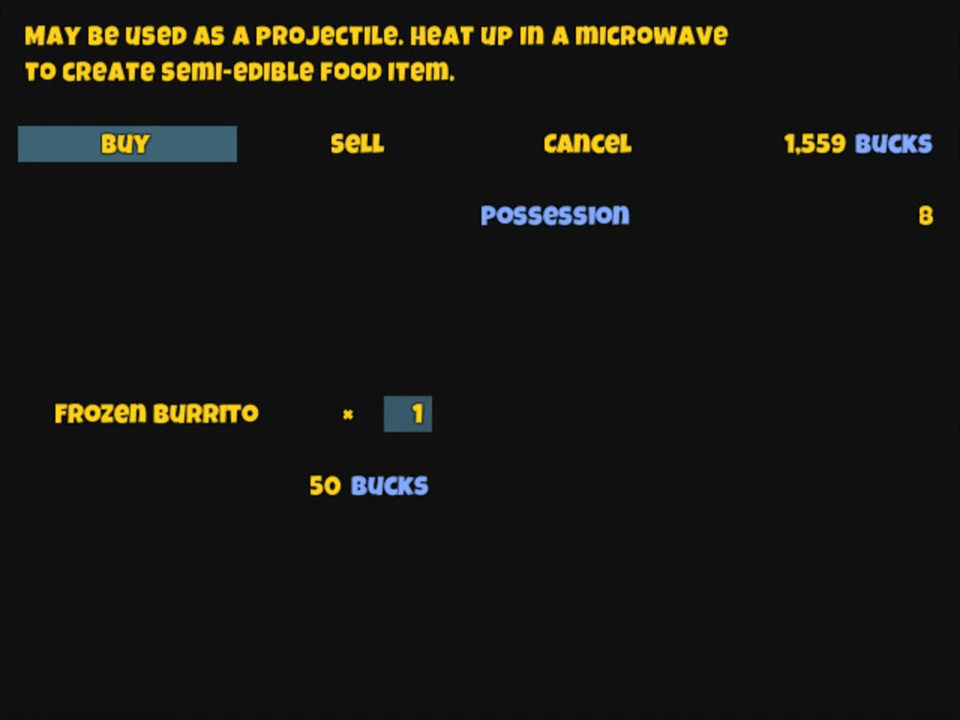 May be used as a projectile. Heat up in a microwave
to create semi-edible food item.
Buy Sell Cancel 1,559 Bucks
Possession 8
Frozen Burrito × 1
50 Bucks